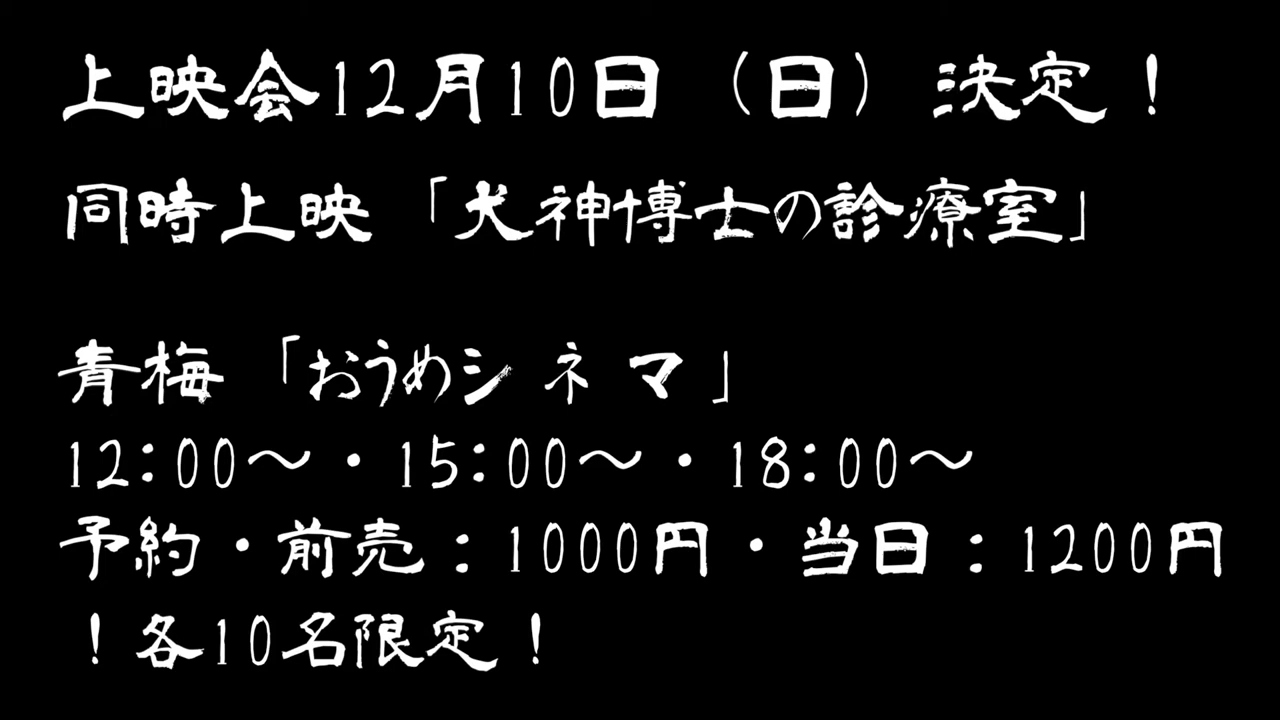 上映会12月10日(日)決定!
同時上映「犬神博士の診療室」
青梅「おうめシネマ」
12:00~・15:00~・18:00~
予約・前売:1000円・当日:1200円
!各10名限定!